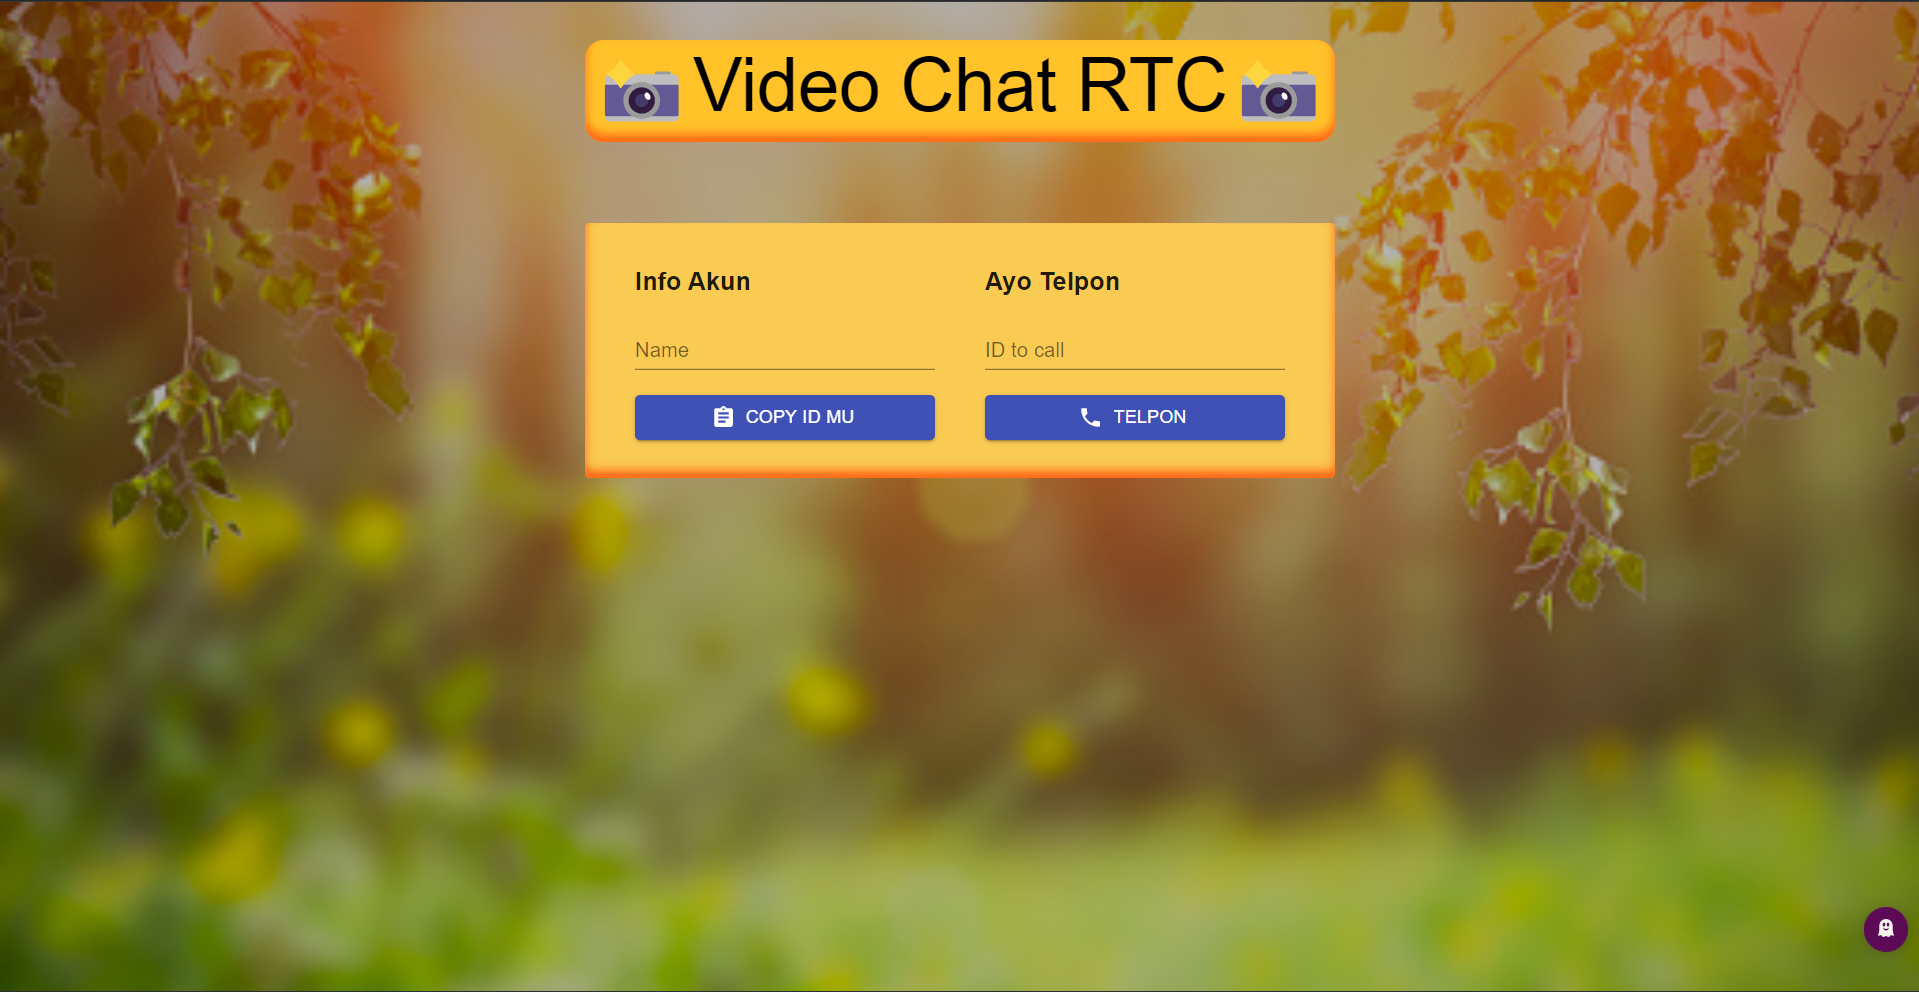 Video Chat RTC
Info Akun
Name
COPY ID MU
Ayo Telpon
ID to call
TELPON